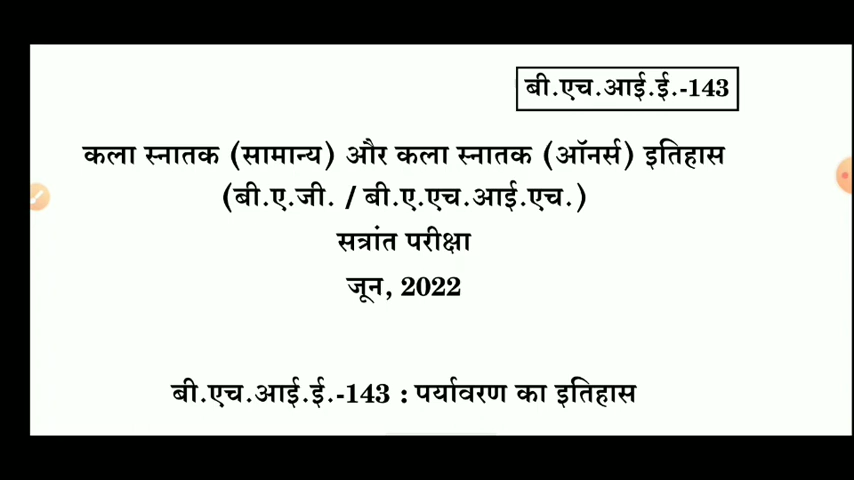 बी.एच.आई.ई.-143
कला स्नातक (सामान्य) और कला स्नातक (ऑनर्स) इतिहास
(बी.ए.जी. / बी.ए.एच.आई.एच.)
सत्रांत परीक्षा
जून, 2022
बी.एच.आई.ई.-143 : पर्यावरण का इतिहास